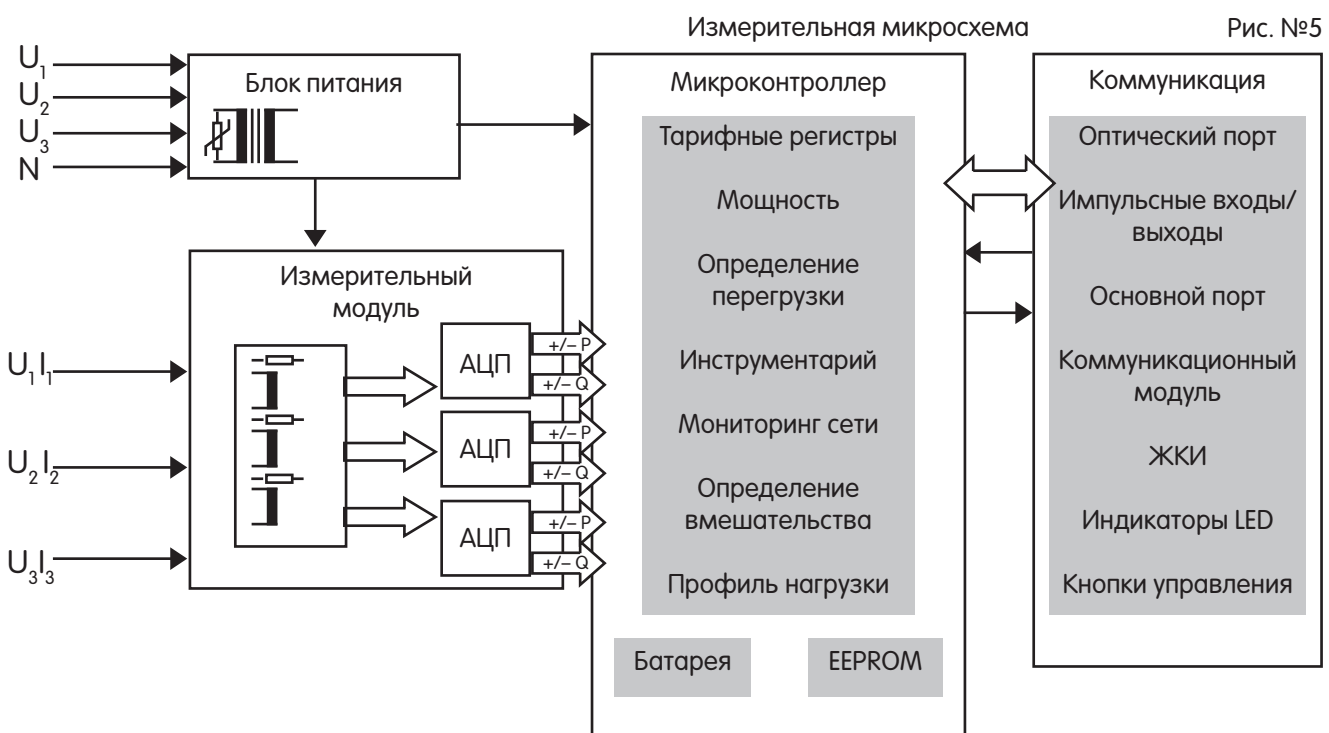 Измерительная микросхема
Рис. №5
U1
U2
U3
N
Блок питания
Измерительный
модуль
U1I1
U2I2
U3I3
АЦП
+/– P
+/– Q
АЦП
+/– P
+/– Q
АЦП
+/– P
+/– Q
Микроконтроллер
Тарифные регистры
Мощность
Определение
перегрузки
Инструментарий
Мониторинг сети
Определение
вмешательства
Профиль нагрузки
Батарея
EEPROM
Коммуникация
Оптический порт
Импульсные входы/
выходы
Основной порт
Коммуникационный
модуль
ЖКИ
Индикаторы LED
Кнопки управления